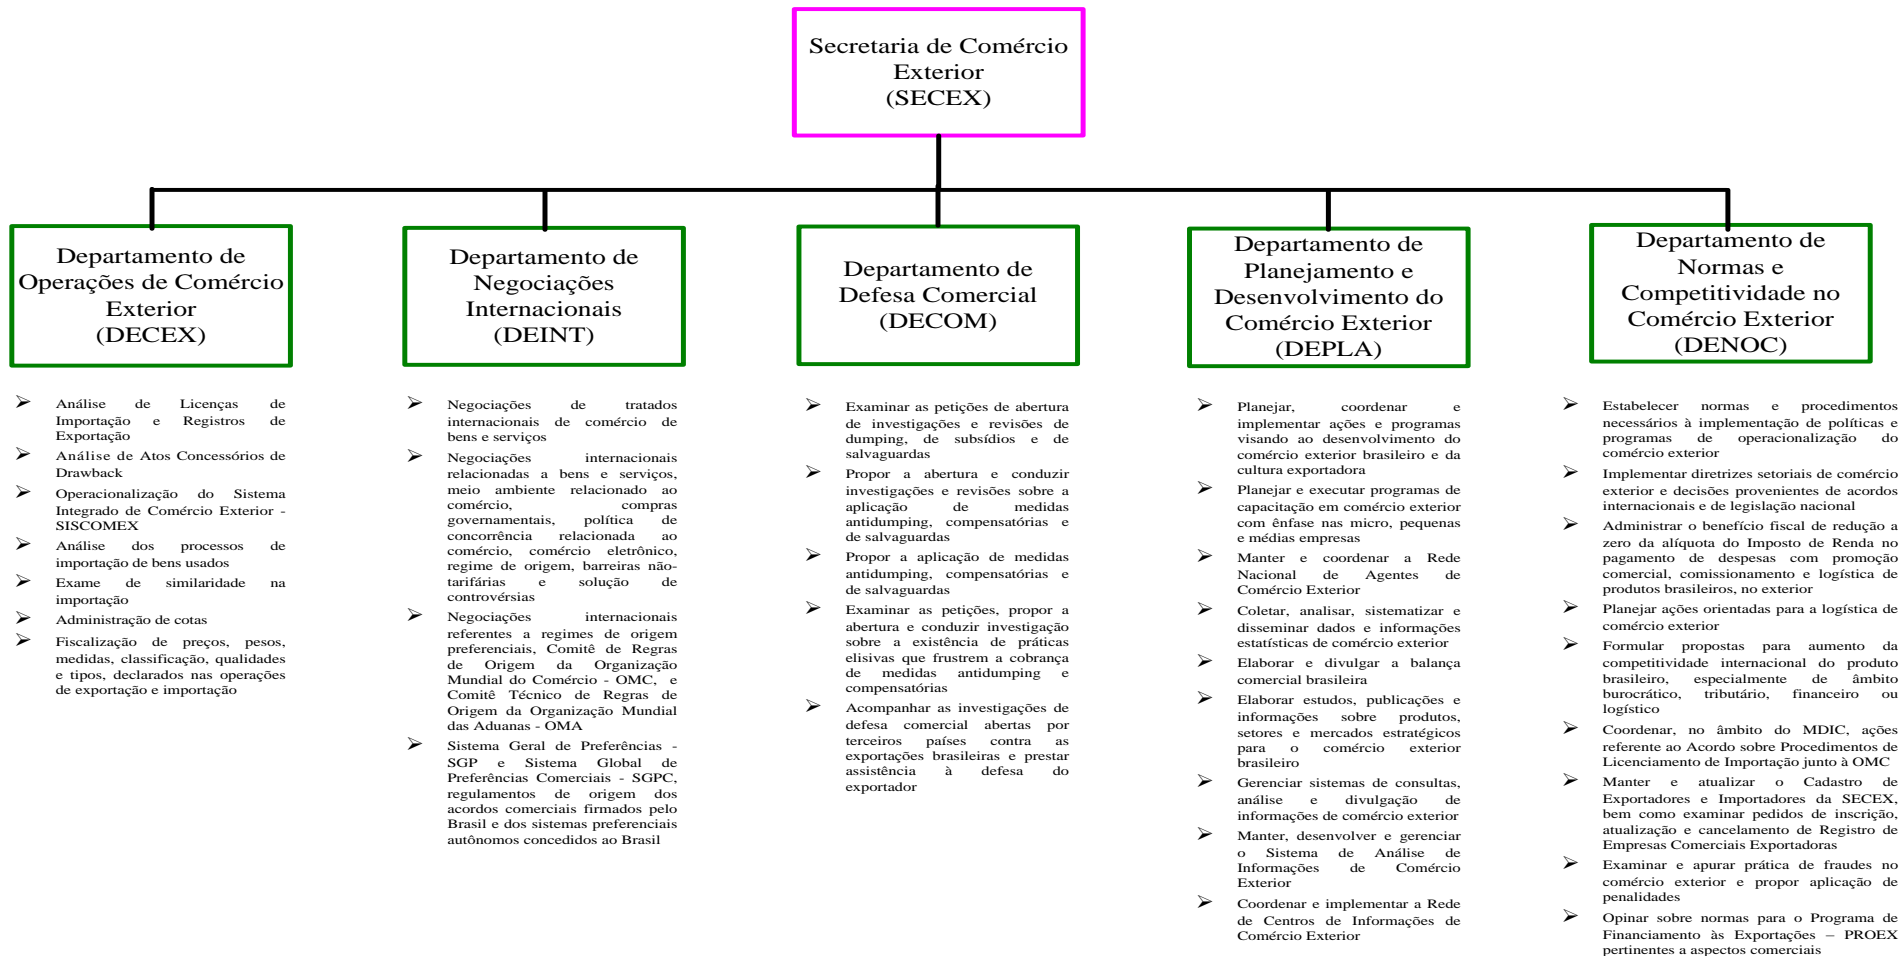 Secretaria de Comércio
Exterior
(SECEX)
Departamento de
Operações de Comércio
Exterior
(DECEX)
➢ Análise de Licenças de
Importação e Registros de
Exportação
➢ Análise de Atos Concessórios de
Drawback
➢ Operacionalização do Sistema
Integrado de Comércio Exterior -
SISCOMEX
➢ Análise dos processos de
importação de bens usados
➢ Exame de similaridade na
importação
➢ Administração de cotas
➢ Fiscalização de preços, pesos,
medidas, classificação, qualidades
e tipos, declarados nas operações
de exportação e importação
Departamento de
Negociações
Internacionais
(DEINT)
➢ Negociações de tratados
internacionais de comércio de
bens e serviços
➢ Negociações internacionais
relacionadas a bens e serviços,
meio ambiente relacionado ao
comércio, compras
governamentais, política de
concorrência relacionada ao
comércio, comércio eletrônico,
regime de origem, barreiras não-
tarifárias e solução de
controvérsias
➢ Negociações internacionais
referentes a regimes de origem
preferenciais, Comitê de Regras
de Origem da Organização
Mundial do Comércio - OMC, e
Comitê Técnico de Regras de
Origem da Organização Mundial
das Aduanas - OMA
➢ Sistema Geral de Preferências -
SGP e Sistema Global de
Preferências Comerciais - SGPC,
regulamentos de origem dos
acordos comerciais firmados pelo
Brasil e dos sistemas preferenciais
autônomos concedidos ao Brasil
Departamento de
Defesa Comercial
(DECOM)
➢ Examinar as petições de abertura
de investigações e revisões de
dumping, de subsídios e de
salvaguardas
➢ Propor a abertura e conduzir
investigações e revisões sobre a
aplicação de medidas
antidumping, compensatórias e
de salvaguardas
➢ Propor a aplicação de medidas
antidumping, compensatórias e
de salvaguardas
➢ Examinar as petições, propor a
abertura e conduzir investigação
sobre a existência de práticas
elisivas que frustrem a cobrança
de medidas antidumping e
compensatórias
➢ Acompanhar as investigações de
defesa comercial abertas por
terceiros países contra as
exportações brasileiras e prestar
assistência à defesa do
exportador
Departamento de
Planejamento e
Desenvolvimento do
Comércio Exterior
(DEPLA)
➢ Planejar, coordenar e
implementar ações e programas
visando ao desenvolvimento do
comércio exterior brasileiro e da
cultura exportadora
➢ Planejar e executar programas de
capacitação em comércio exterior
com ênfase nas micro, pequenas
e médias empresas
➢ Manter e coordenar a Rede
Nacional de Agentes de
Comércio Exterior
➢ Coletar, analisar, sistematizar e
disseminar dados e informações
estatísticas de comércio exterior
➢ Elaborar e divulgar a balança
comercial brasileira
➢ Elaborar estudos, publicações e
informações sobre produtos,
setores e mercados estratégicos
para o comércio exterior
brasileiro
➢ Gerenciar sistemas de consultas,
análise e divulgação de
informações de comércio exterior
➢ Manter, desenvolver e gerenciar
o Sistema de Análise de
Informações de Comércio
Exterior
➢ Coordenar e implementar a Rede
de Centros de Informações de
Comércio Exterior
Departamento de
Normas e
Competitividade no
Comércio Exterior
(DENOC)
➢ Estabelecer normas e procedimentos
necessários à implementação de políticas e
programas de operacionalização do
comércio exterior
➢ Implementar diretrizes setoriais de comércio
exterior e decisões provenientes de acordos
internacionais e de legislação nacional
➢ Administrar o benefício fiscal de redução a
zero da alíquota do Imposto de Renda no
pagamento de despesas com promoção
comercial, comissionamento e logística de
produtos brasileiros, no exterior
➢ Planejar ações orientadas para a logística de
comércio exterior
➢ Formular propostas para aumento da
competitividade internacional do produto
brasileiro, especialmente de âmbito
burocrático, tributário, financeiro ou
logístico
➢ Coordenar, no âmbito do MDIC, ações
referente ao Acordo sobre Procedimentos de
Licenciamento de Importação junto à OMC
➢ Manter e atualizar o Cadastro de
Exportadores e Importadores da SECEX,
bem como examinar pedidos de inscrição,
atualização e cancelamento de Registro de
Empresas Comerciais Exportadoras
➢ Examinar e apurar prática de fraudes no
comércio exterior e propor aplicação de
penalidades
➢ Opinar sobre normas para o Programa de
Financiamento às Exportações – PROEX
pertinentes a aspectos comerciais